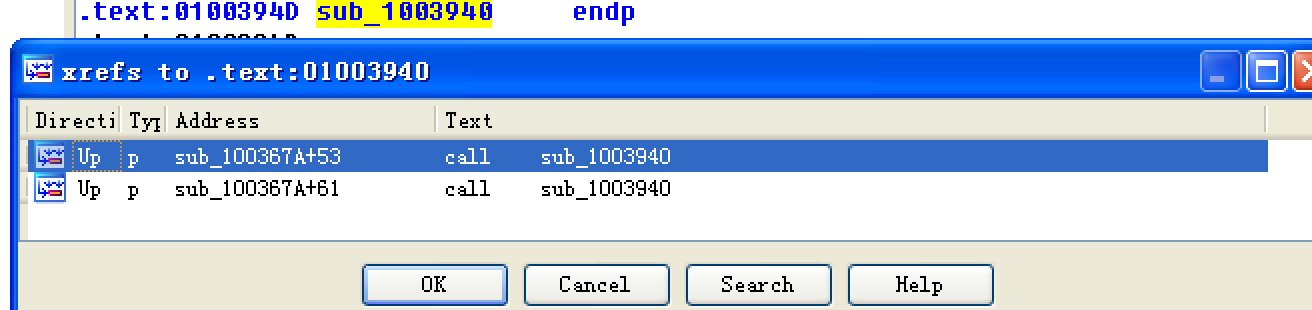 .text:0100394D sub_1003940 endp
xrefs to .text:01003940
Directi Typ Address Text
Up p sub_100367A+53 call sub_1003940
Up p sub_100367A+61 call sub_1003940
OK Cancel Search Help